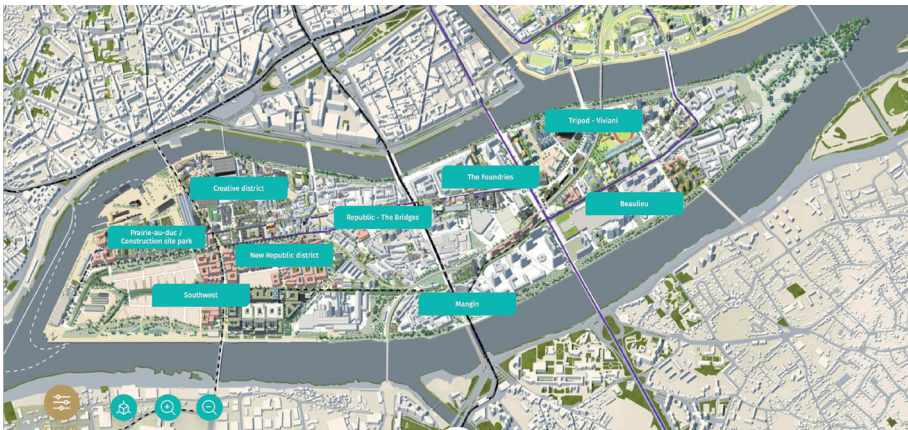 Tripod - Viviani
The Foundries
Creative district
Beaulieu
Republic - The Bridges
Prairie-au-duc /
Construction site park
New Republic district
Southwest
Mangin